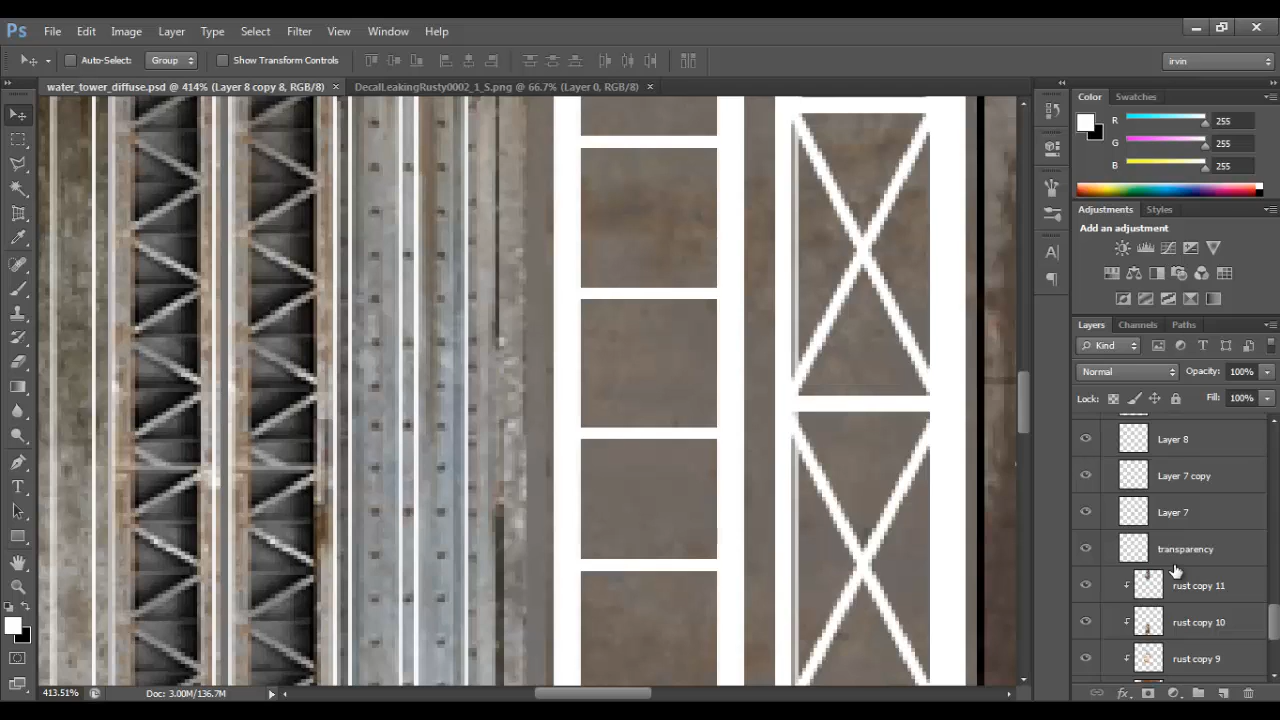 Ps File Edit Image Layer Type Select Filter View Window Help
Auto-Select: Group Show Transform Controls irvin
water_tower_diffuse.psd @ 414% (Layer 8 copy 8, RGB/8) × DecalLeakingRusty0002_1_S.png @ 66.7% (Layer 0, RGB/8) ×
Color Swatches
R 255
G 255
B 255
Adjustments Styles
Add an adjustment
Layers Channels Paths
Kind
Normal Opacity: 100%
Lock: Fill: 100%
Layer 8
Layer 7 copy
Layer 7
transparency
rust copy 11
rust copy 10
rust copy 9
413.51% Doc: 3.00M/136.7M